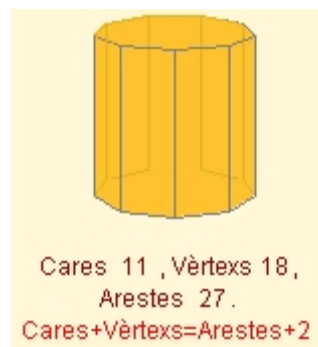 Cares 11 , Vèrtexs 18 ,
Arestes 27 .
Cares+Vèrtexs=Arestes+2